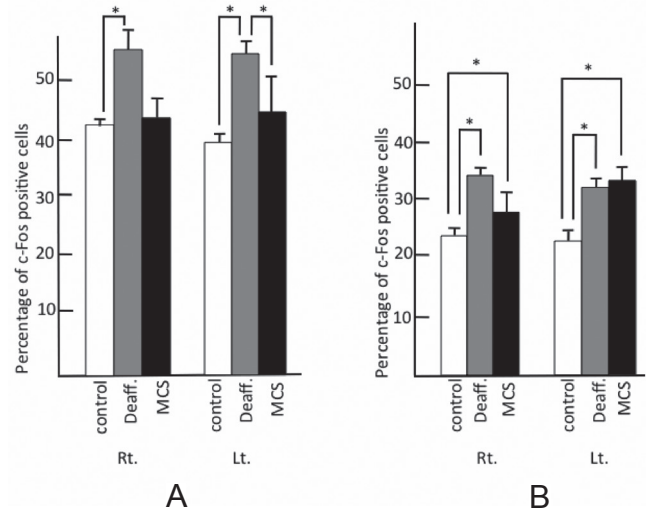 Percentage of c-Fos positive cells
50
40
30
20
10
*
*
*
control
Deaff.
MCS
control
Deaff.
MCS
Rt.
Lt.
A
Percentage of c-Fos positive cells
50
40
30
20
10
*
*
*
*
control
Deaff.
MCS
control
Deaff.
MCS
Rt.
Lt.
B